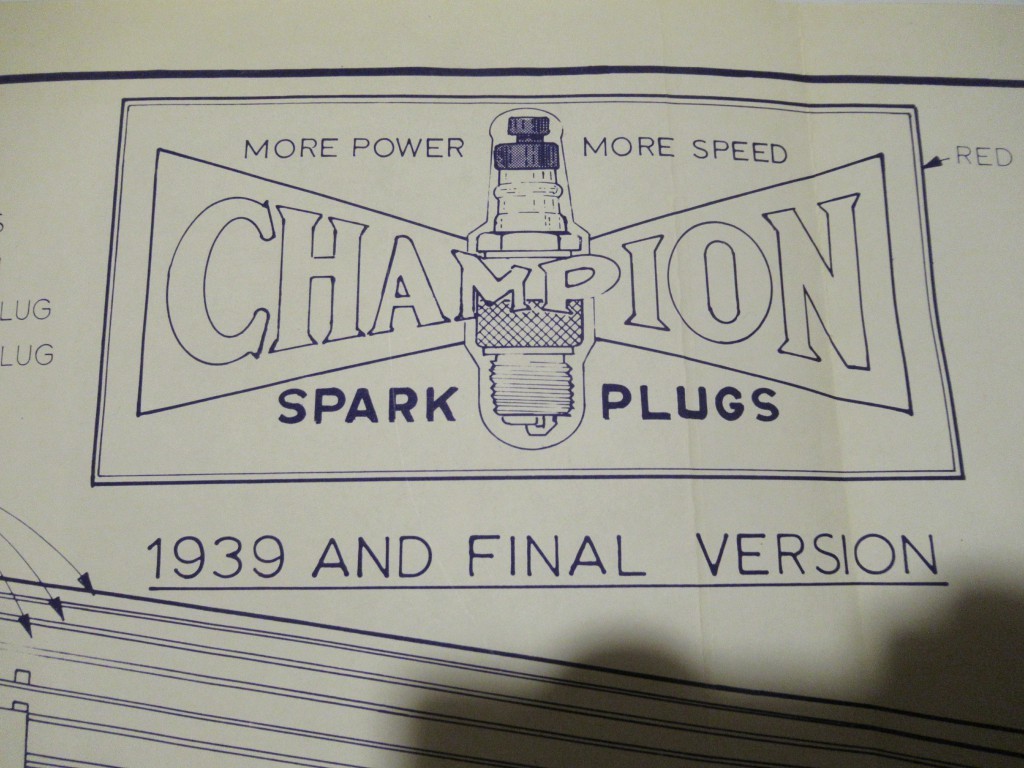 MORE POWER MORE SPEED
RED
CHAMPION
LUG
LUG
SPARK PLUGS
1939 AND FINAL VERSION